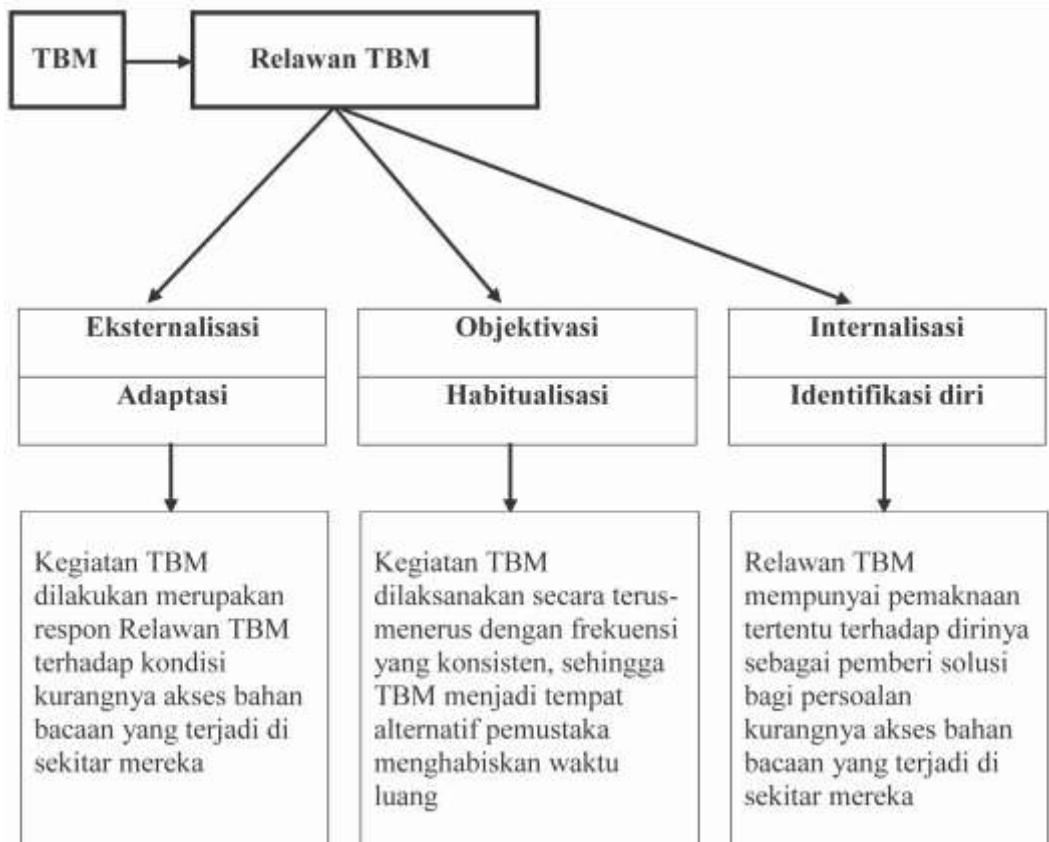 TBM
Relawan TBM
Eksternalisasi
Adaptasi
Kegiatan TBM
dilakukan merupakan
respon Relawan TBM
terhadap kondisi
kurangnya akses bahan
bacaan yang terjadi di
sekitar mereka
Objektivasi
Habitualisasi
Kegiatan TBM
dilaksanakan secara terus-
menerus dengan frekuensi
yang konsisten, sehingga
TBM menjadi tempat
alternatif pemustaka
menghabiskan waktu
luang
Internalisasi
Identifikasi diri
Relawan TBM
mempunyai pemaknaan
tertentu terhadap dirinya
sebagai pemberi solusi
bagi persoalan
kurangnya akses bahan
bacaan yang terjadi di
sekitar mereka